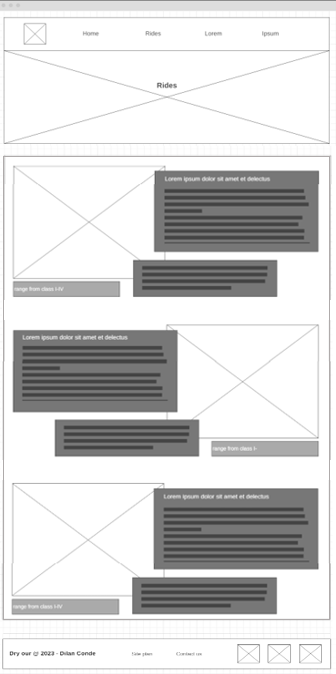 Home Rides Lorem Ipsum
Rides
Lorem ipsum dolor sit amet et delectus
range from class I-IV
Lorem ipsum dolor sit amet et delectus
range from class I-
Lorem ipsum dolor sit amet et delectus
range from class I-IV
Dry our @ 2023 - Dilan Conde Contact us